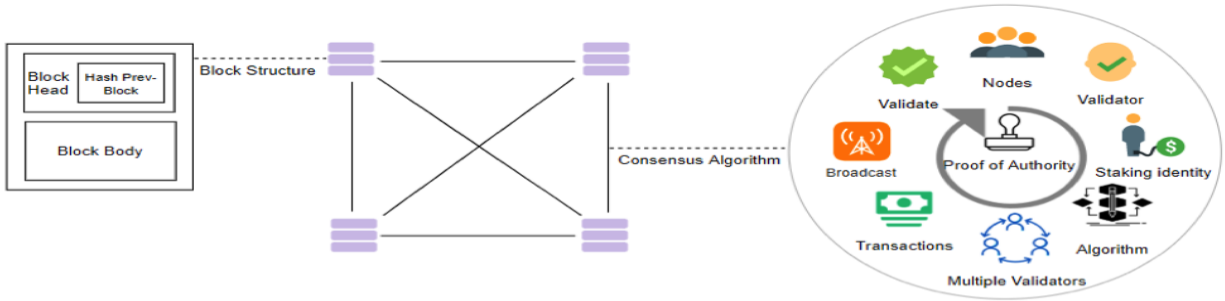 Block
Head
Hash Prev-
Block
Block Body
Block Structure
Consensus Algorithm
Nodes
Validate
Validator
Broadcast
Proof of Authority
Staking identity
$
Transactions
Algorithm
Multiple Validators